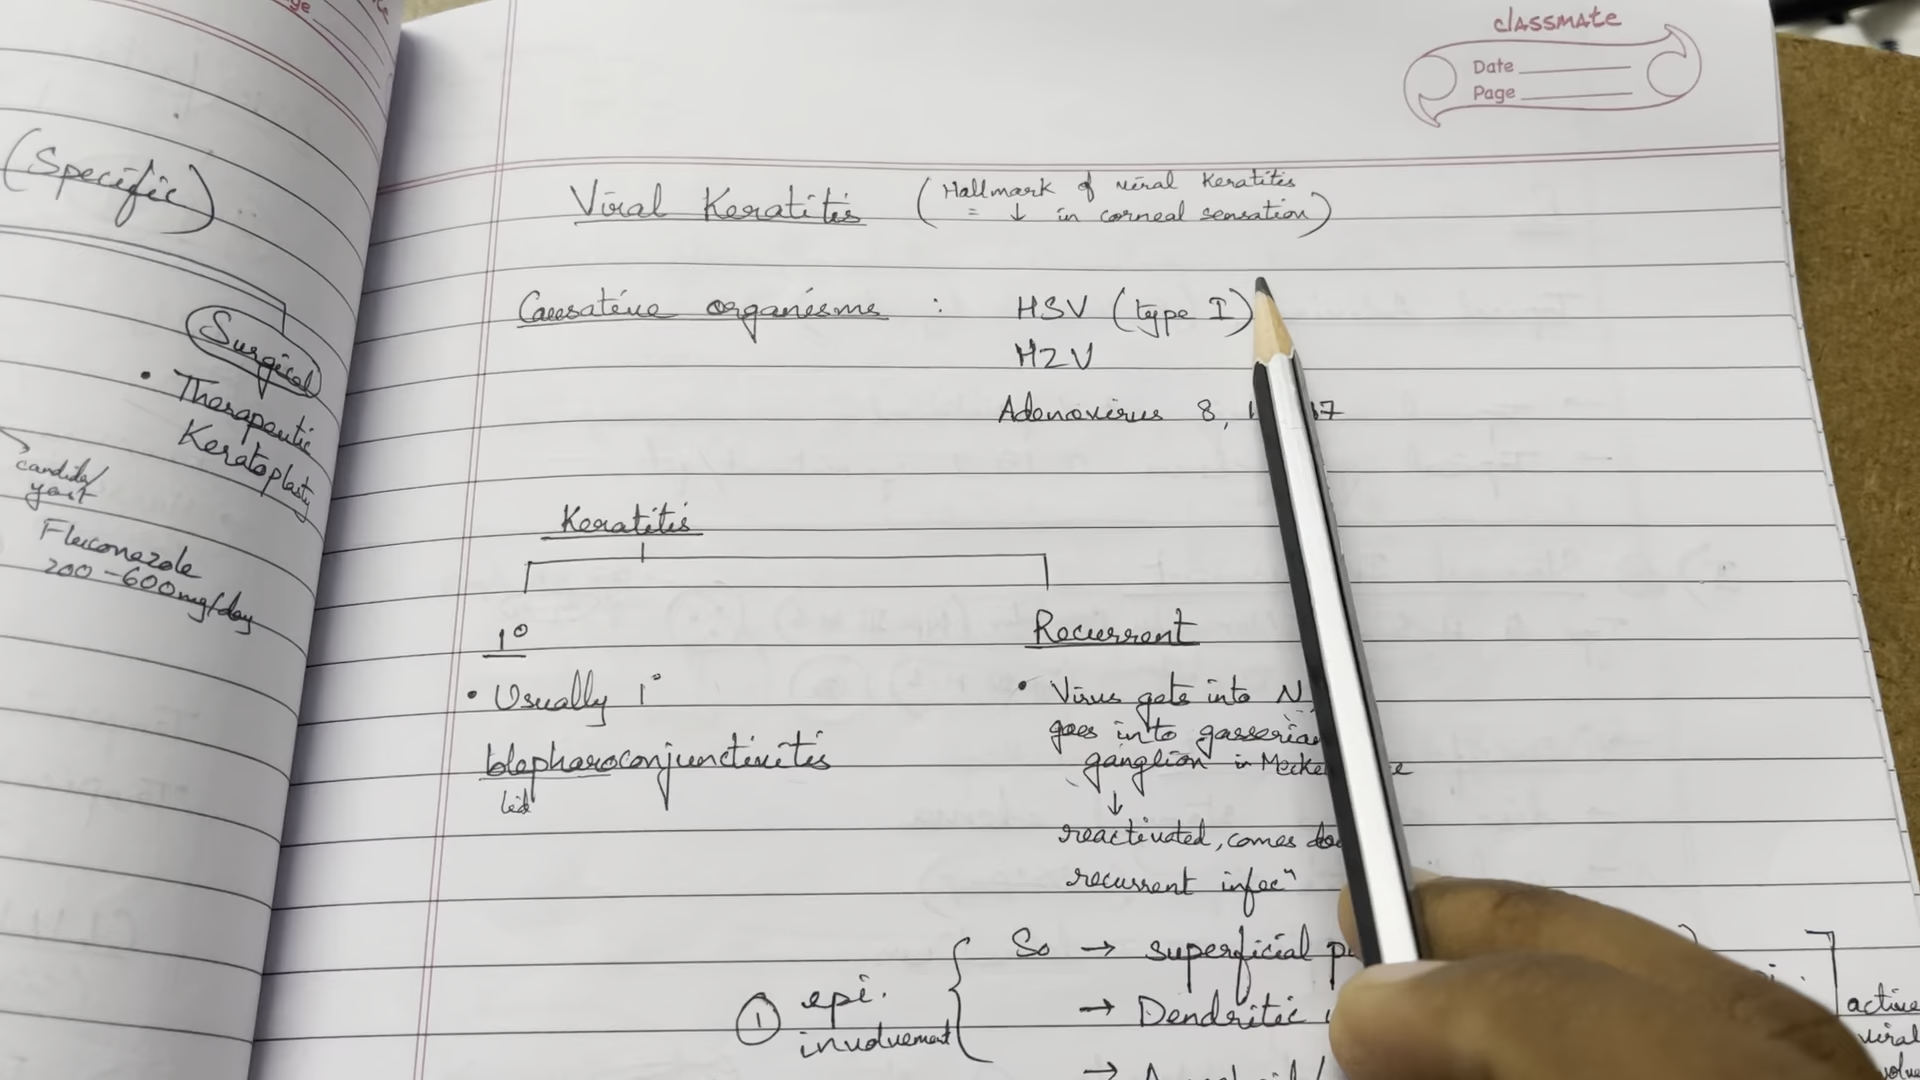 (Specific)
Surgical
• Therapeutic
Keratoplasty
candida/
yeast
Fluconazole
200-600mg/day
classmate
Date
Page
Viral Keratitis (Hallmark of viral Keratitis
= ↓ in corneal sensation)
Causative organisms : HSV (type I)
HZV
Adenovirus 8,
Keratitis
1° Recurrent
• Usually 1°
blepharoconjunctivitis
lid
• Virus gets into N
goes into gasserian
ganglion in
↓
reactivated, comes
recurrent infecⁿ
① epi.
involvement
So → superficial
→ Dendritic
→
active
viral